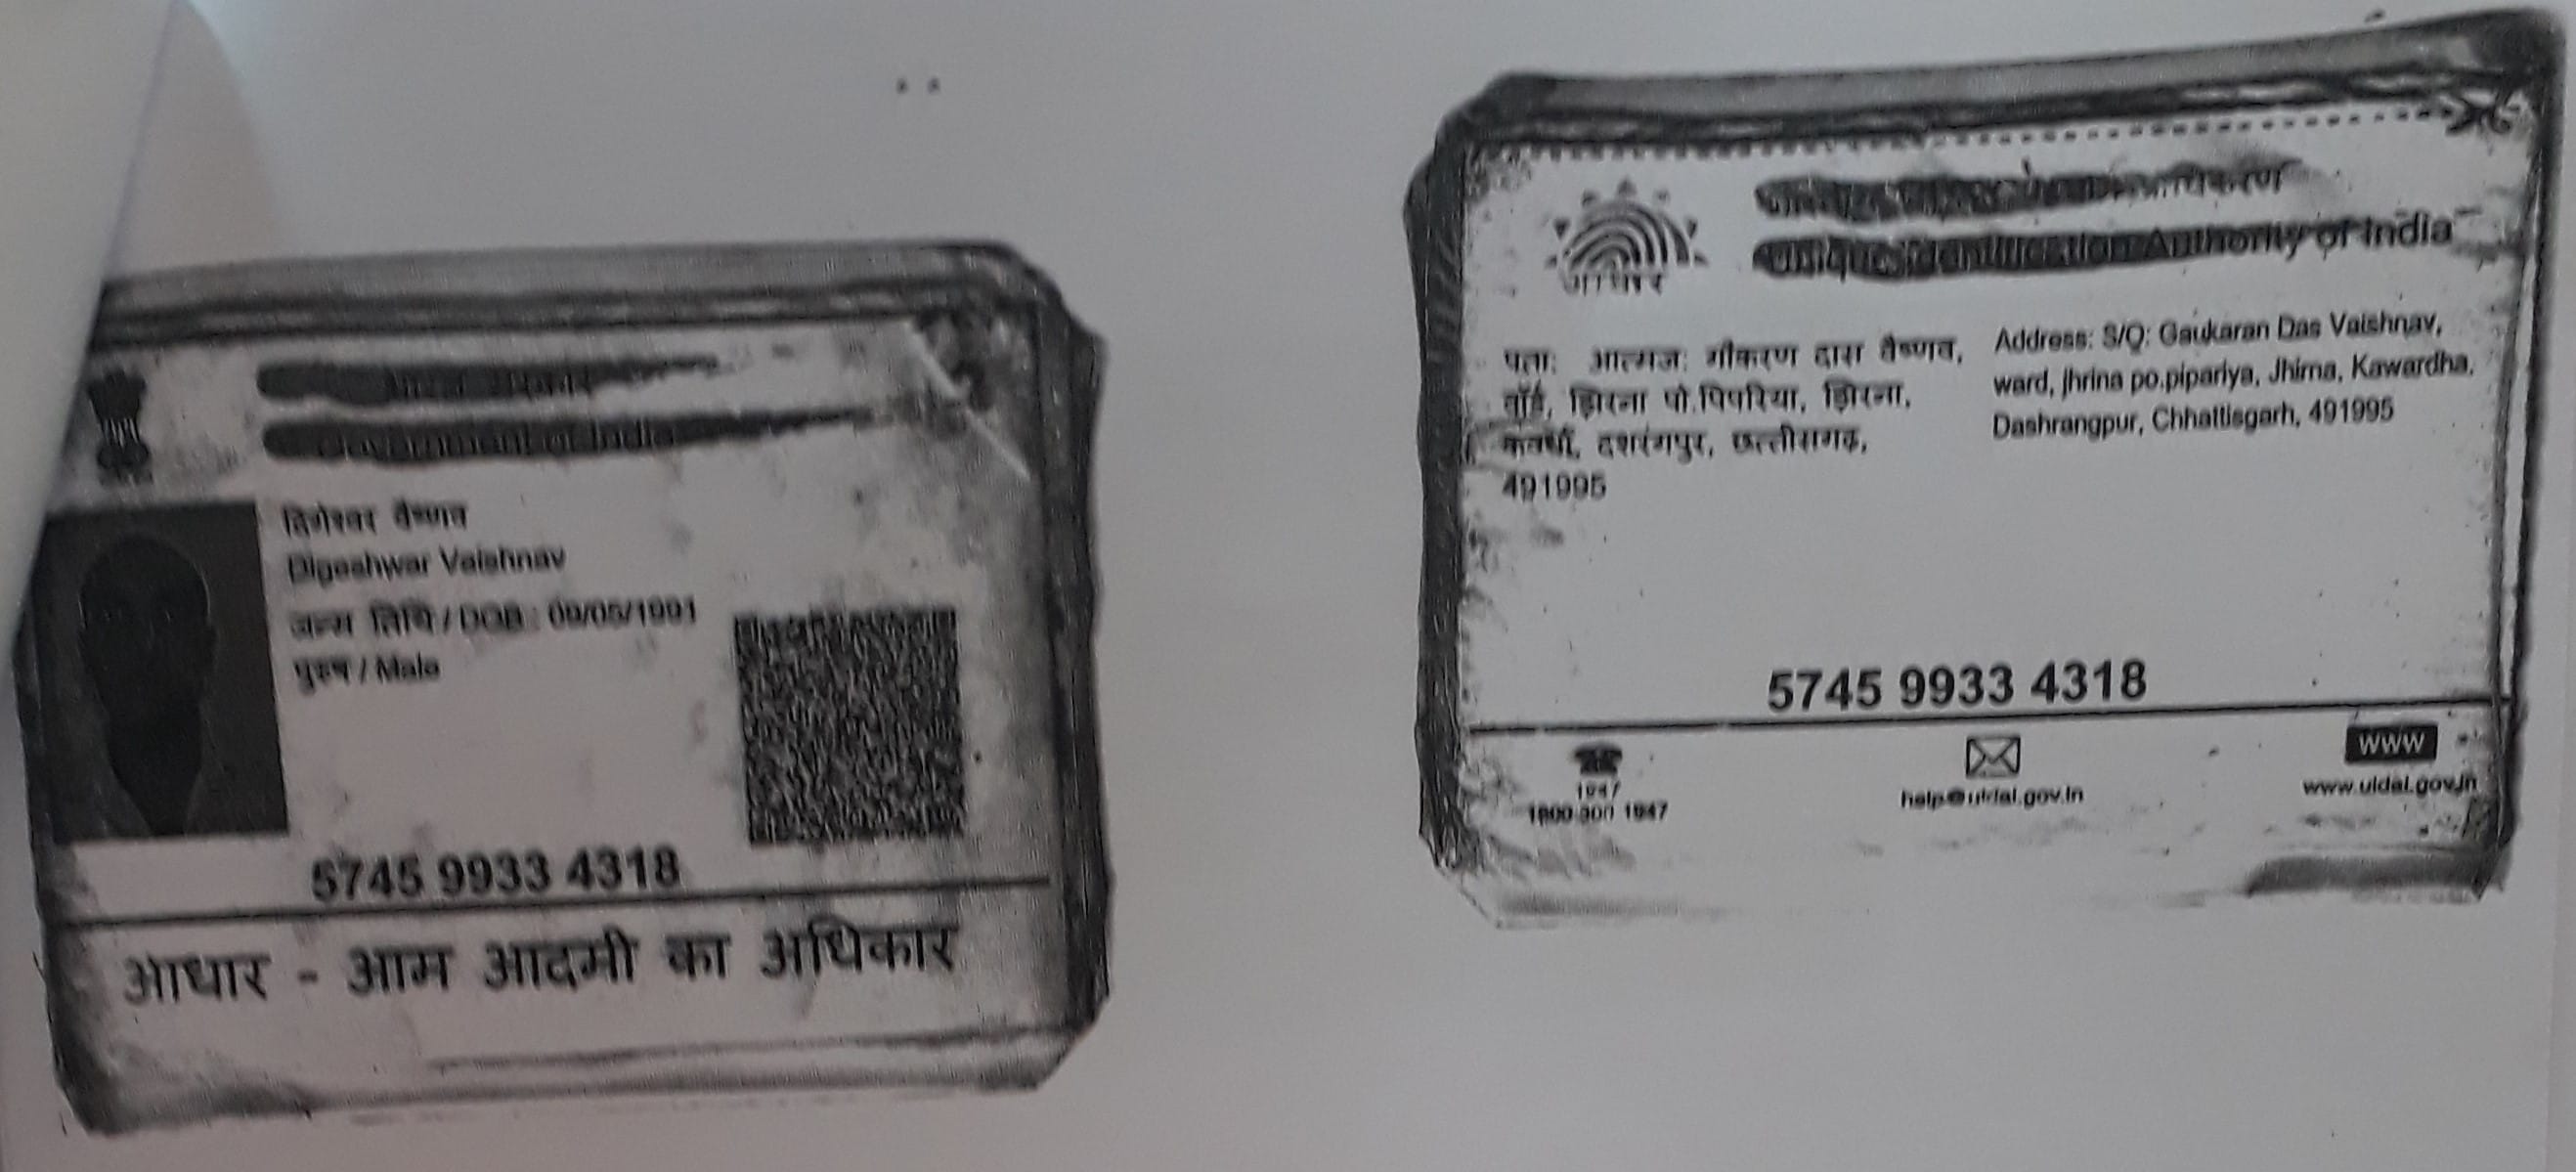 Government of India
दिगेश्वर वैष्णव
Digeshwar Vaishnav
जन्म तिथि / DOB : 09/05/1991
पुरुष / Male
5745 9933 4318
आधार - आम आदमी का अधिकार
प्राधिकरण
Unique Identification Authority of India
आधार
पता: आत्मज: गौकरण दास वैष्णव,
वॉर्ड, झिरना पो.पिपरिया, झिरना,
कवर्धा, दशरंगपुर, छत्तीसगढ़,
491995
Address: S/O: Gaukaran Das Vaishnav,
ward, jhrina po.pipariya, Jhirna, Kawardha,
Dashrangpur, Chhattisgarh, 491995
5745 9933 4318
1947
1800 300 1947
help@uidai.gov.in
www
www.uidai.gov.in